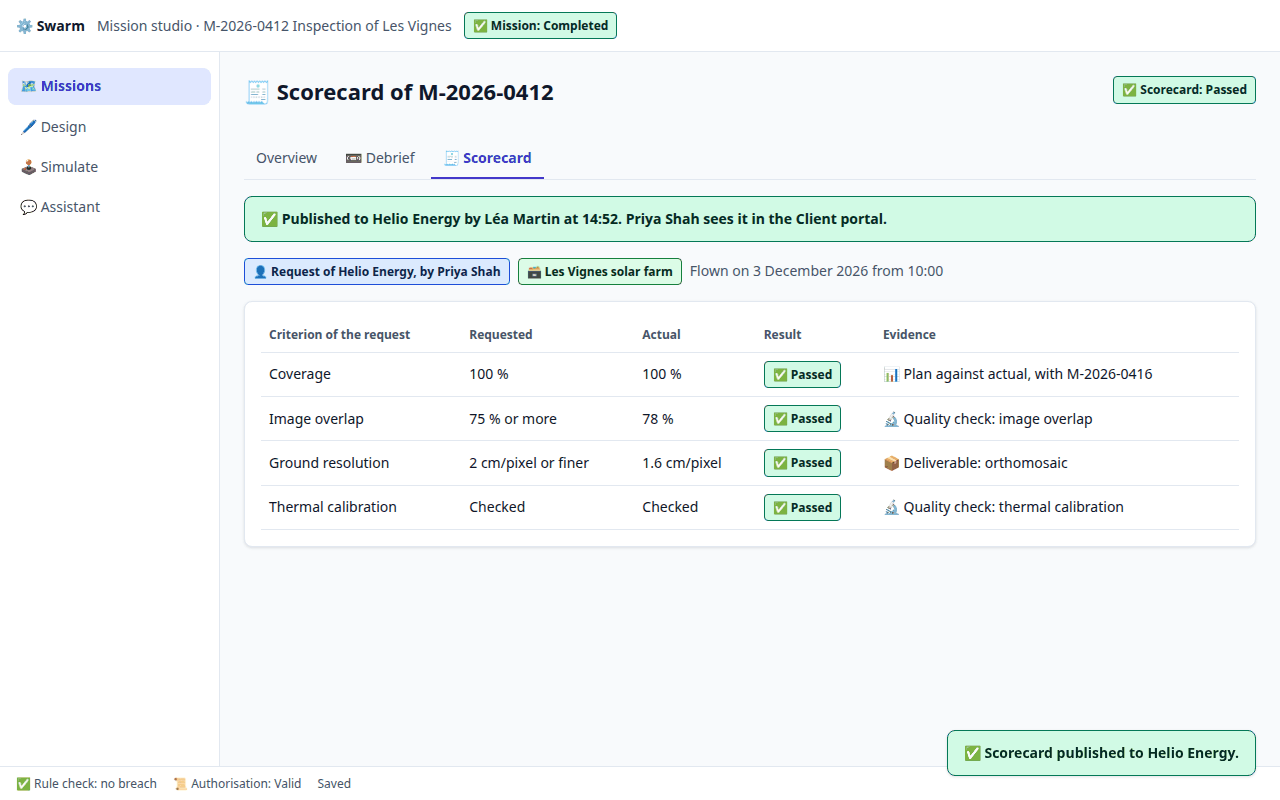 ⚙️ Swarm Mission studio · M-2026-0412 Inspection of Les Vignes ✅ Mission: Completed
🗺️ Missions
🖊️ Design
🕹️ Simulate
💬 Assistant
🧾 Scorecard of M-2026-0412
✅ Scorecard: Passed
Overview 📼 Debrief 🧾 Scorecard
✅ Published to Helio Energy by Léa Martin at 14:52. Priya Shah sees it in the Client portal.
👤 Request of Helio Energy, by Priya Shah 🗃️ Les Vignes solar farm Flown on 3 December 2026 from 10:00
Criterion of the request Requested Actual Result Evidence
Coverage 100 % 100 % ✅ Passed 📊 Plan against actual, with M-2026-0416
Image overlap 75 % or more 78 % ✅ Passed 🔬 Quality check: image overlap
Ground resolution 2 cm/pixel or finer 1.6 cm/pixel ✅ Passed 📦 Deliverable: orthomosaic
Thermal calibration Checked Checked ✅ Passed 🔬 Quality check: thermal calibration
✅ Scorecard published to Helio Energy.
✅ Rule check: no breach 📜 Authorisation: Valid Saved